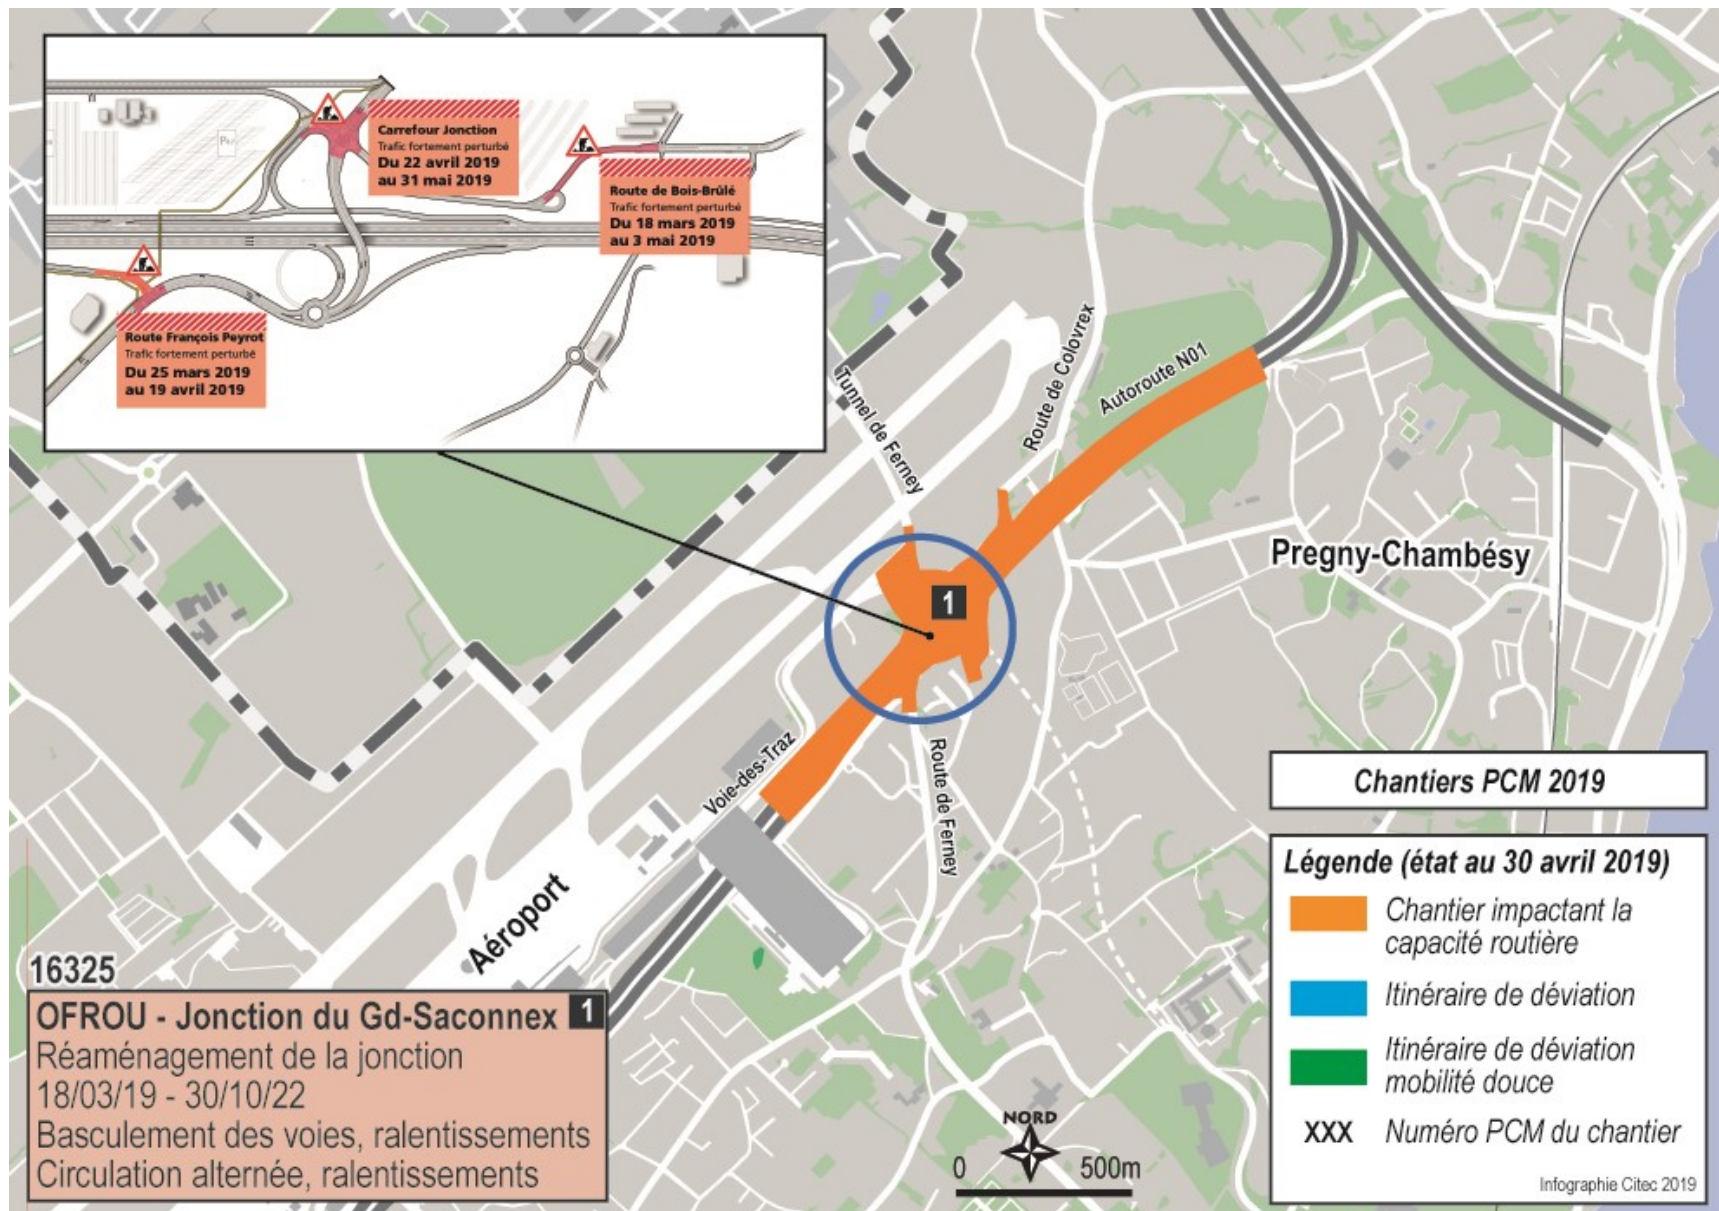 Carrefour Jonction
Trafic fortement perturbé
Du 22 avril 2019
au 31 mai 2019
Route de Bois-Brûlé
Trafic fortement perturbé
Du 18 mars 2019
au 3 mai 2019
Route François Peyrot
Trafic fortement perturbé
Du 25 mars 2019
au 19 avril 2019
Tunnel de Ferney
Route de Colovrex
Autoroute N01
Pregny-Chambésy
1
Voie-des-Traz
Route de Ferney
Aéroport
16325
OFROU - Jonction du Gd-Saconnex 1
Réaménagement de la jonction
18/03/19 - 30/10/22
Basculement des voies, ralentissements
Circulation alternée, ralentissements
NORD
0 500m
Chantiers PCM 2019
Légende (état au 30 avril 2019)
Chantier impactant la
capacité routière
Itinéraire de déviation
Itinéraire de déviation
mobilité douce
XXX Numéro PCM du chantier
Infographie Citec 2019